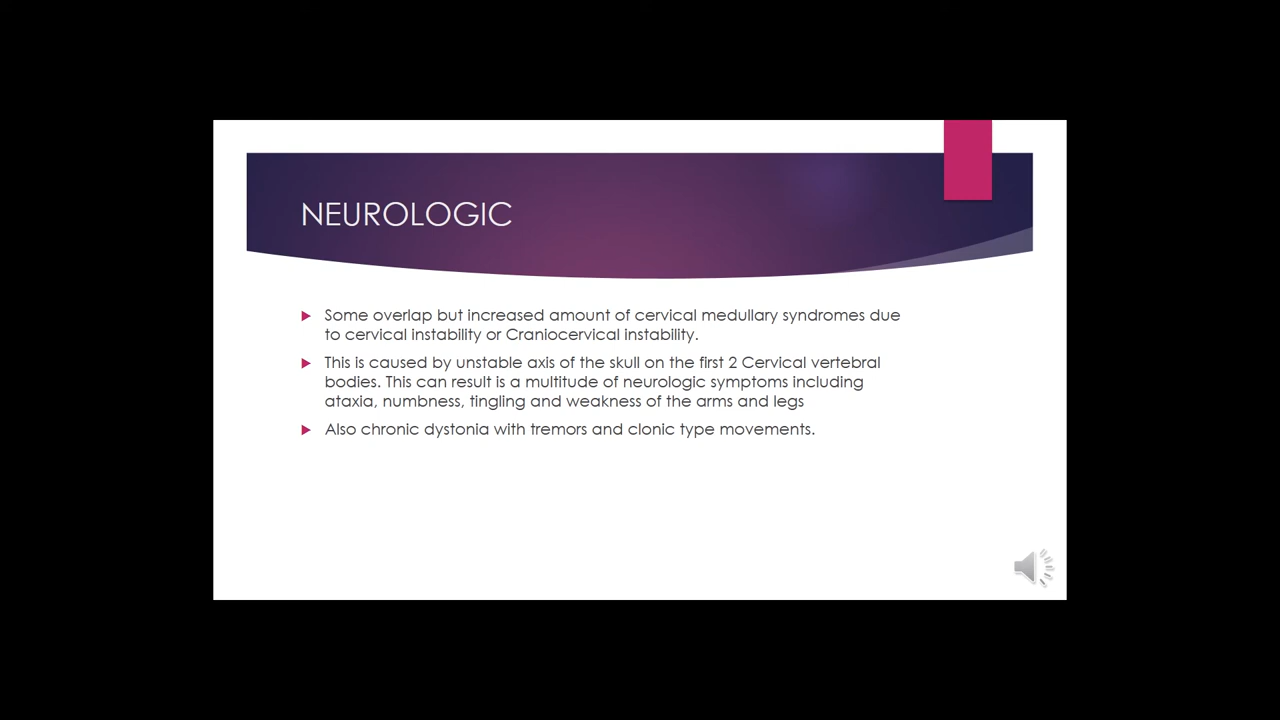 NEUROLOGIC
Some overlap but increased amount of cervical medullary syndromes due
to cervical instability or Craniocervical instability.
This is caused by unstable axis of the skull on the first 2 Cervical vertebral
bodies. This can result is a multitude of neurologic symptoms including
ataxia, numbness, tingling and weakness of the arms and legs
Also chronic dystonia with tremors and clonic type movements.